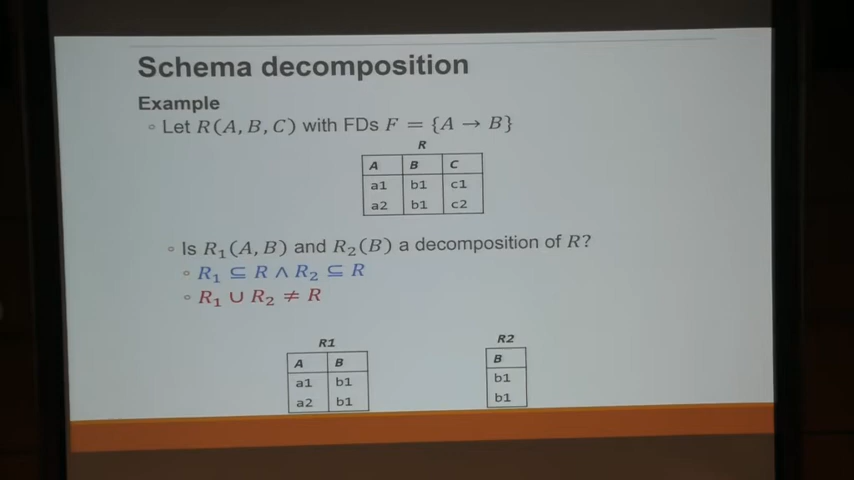 Schema decomposition
Example
◦ Let R(A, B, C) with FDs F = {A → B}
R
A B C
a1 b1 c1
a2 b1 c2
◦ Is R₁(A, B) and R₂(B) a decomposition of R?
◦ R₁ ⊆ R ∧ R₂ ⊆ R
◦ R₁ ∪ R₂ ≠ R
R1
A B
a1 b1
a2 b1
R2
B
b1
b1